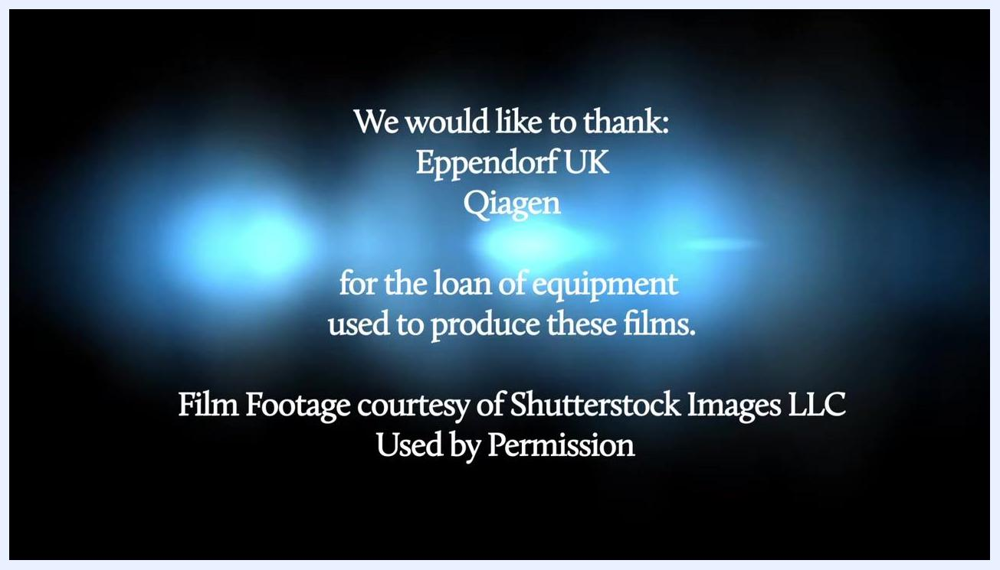 We would like to thank:
Eppendorf UK
Qiagen
for the loan of equipment
used to produce these films.
Film Footage courtesy of Shutterstock Images LLC
Used by Permission